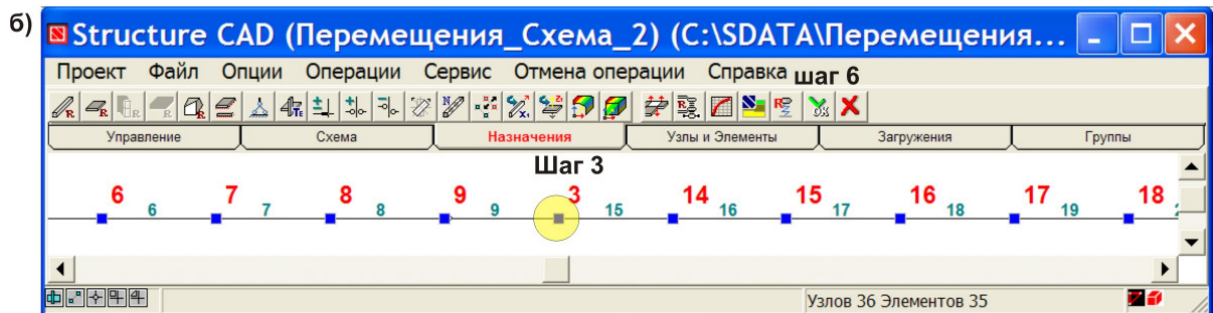 б)
Structure CAD (Перемещения_Схема_2) (C:\SDATA\Перемещения...
Проект Файл Опции Операции Сервис Отмена операции Справка шаг 6
Управление Схема Назначения Узлы и Элементы Загружения Группы
Шаг 3
6 7 8 9 3 14 15 16 17 18
6 7 8 9 15 16 17 18 19
Узлов 36 Элементов 35